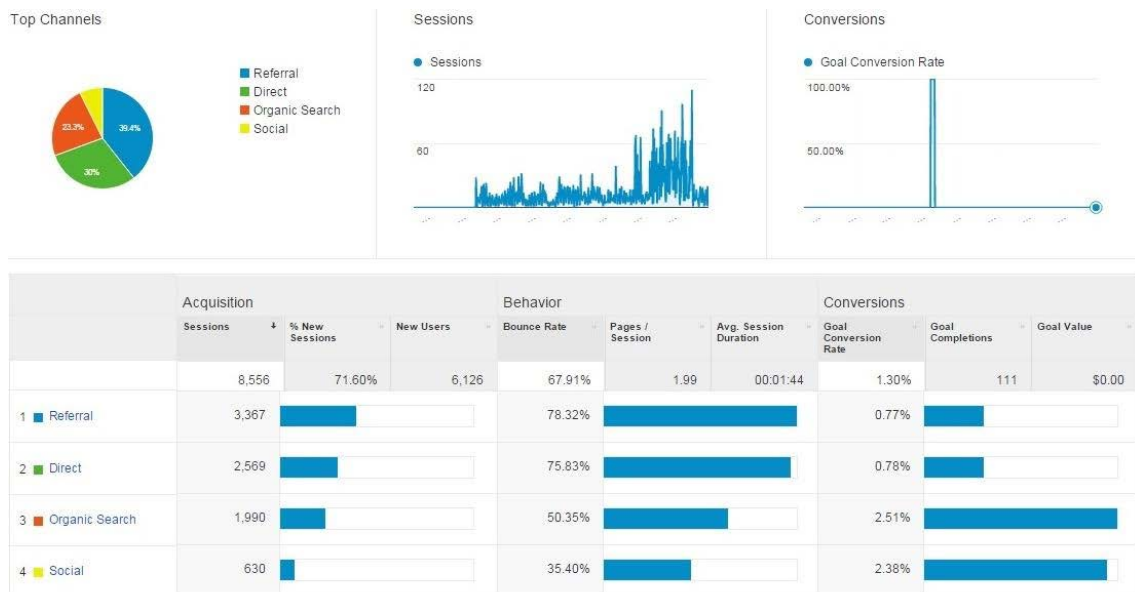 Top Channels
Referral
Direct
Organic Search
Social
39.4%
30%
23.3%
Sessions
Sessions
120
60
Conversions
Goal Conversion Rate
100.00%
50.00%
Acquisition Behavior Conversions
Sessions % New Sessions New Users Bounce Rate Pages / Session Avg. Session Duration Goal Conversion Rate Goal Completions Goal Value
8,556 71.60% 6,126 67.91% 1.99 00:01:44 1.30% 111 $0.00
1 Referral 3,367 78.32% 0.77%
2 Direct 2,569 75.83% 0.78%
3 Organic Search 1,990 50.35% 2.51%
4 Social 630 35.40% 2.38%